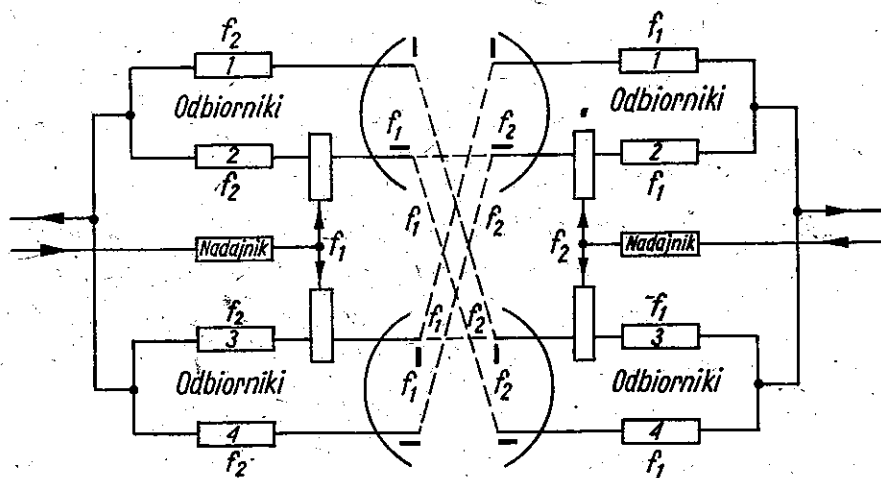 f₂ f₁
1 1
Odbiorniki Odbiorniki
f₁ f₂
2 2
f₂ f₁
f₁ f₂
Nadajnik f₁ f₂ Nadajnik
f₂ f₁ f₂ f₁
3 3
Odbiorniki f₁ f₂ Odbiorniki
4 4
f₂ f₁